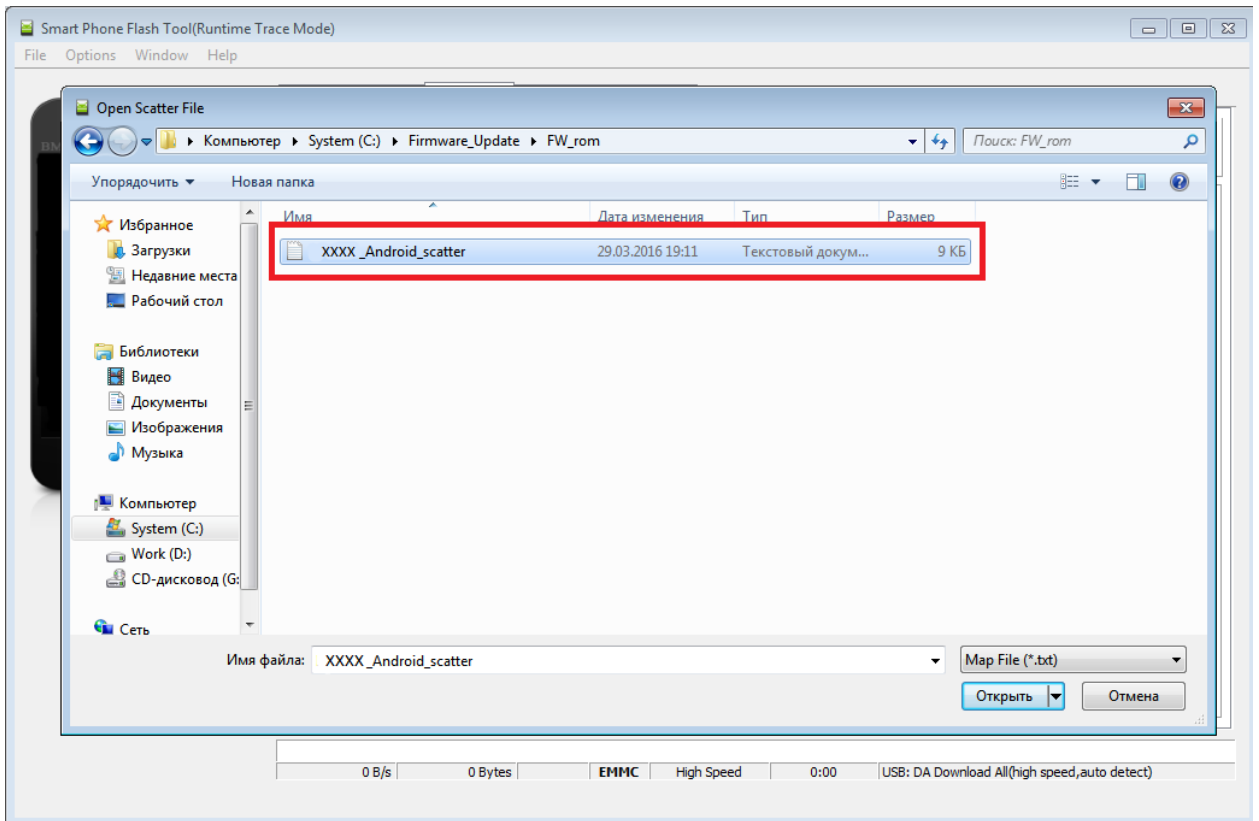 Smart Phone Flash Tool(Runtime Trace Mode)
File Options Window Help
BM
Open Scatter File
Компьютер System (C:) Firmware_Update FW_rom Поиск: FW_rom
Упорядочить Новая папка
Избранное
Загрузки
Недавние места
Рабочий стол
Библиотеки
Видео
Документы
Изображения
Музыка
Компьютер
System (C:)
Work (D:)
CD-дисковод (G:
Сеть
Имя Дата изменения Тип Размер
XXXX _Android_scatter 29.03.2016 19:11 Текстовый докум... 9 КБ
Имя файла: XXXX _Android_scatter Map File (*.txt)
Открыть Отмена
0 B/s 0 Bytes EMMC High Speed 0:00 USB: DA Download All(high speed,auto detect)